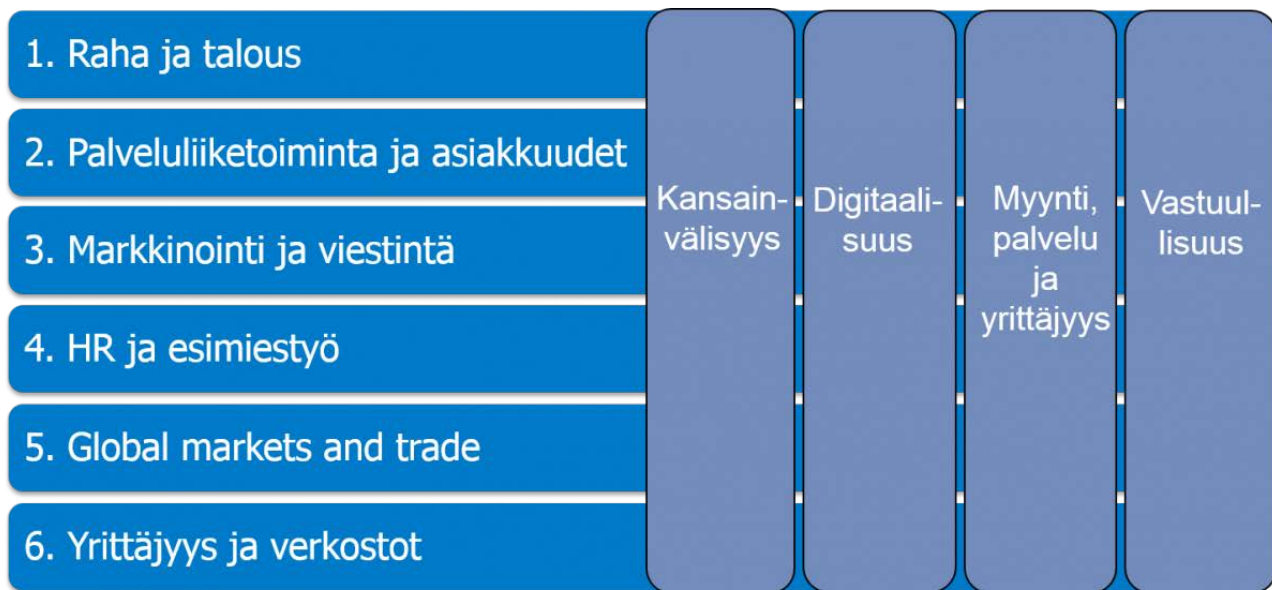 1. Raha ja talous
2. Palveluliiketoiminta ja asiakkuudet
3. Markkinointi ja viestintä
4. HR ja esimiestyö
5. Global markets and trade
6. Yrittäjyys ja verkostot
Kansain-
välisyys
Digitaali-
suus
Myynti,
palvelu
ja
yrittäjyys
Vastuul-
lisuus